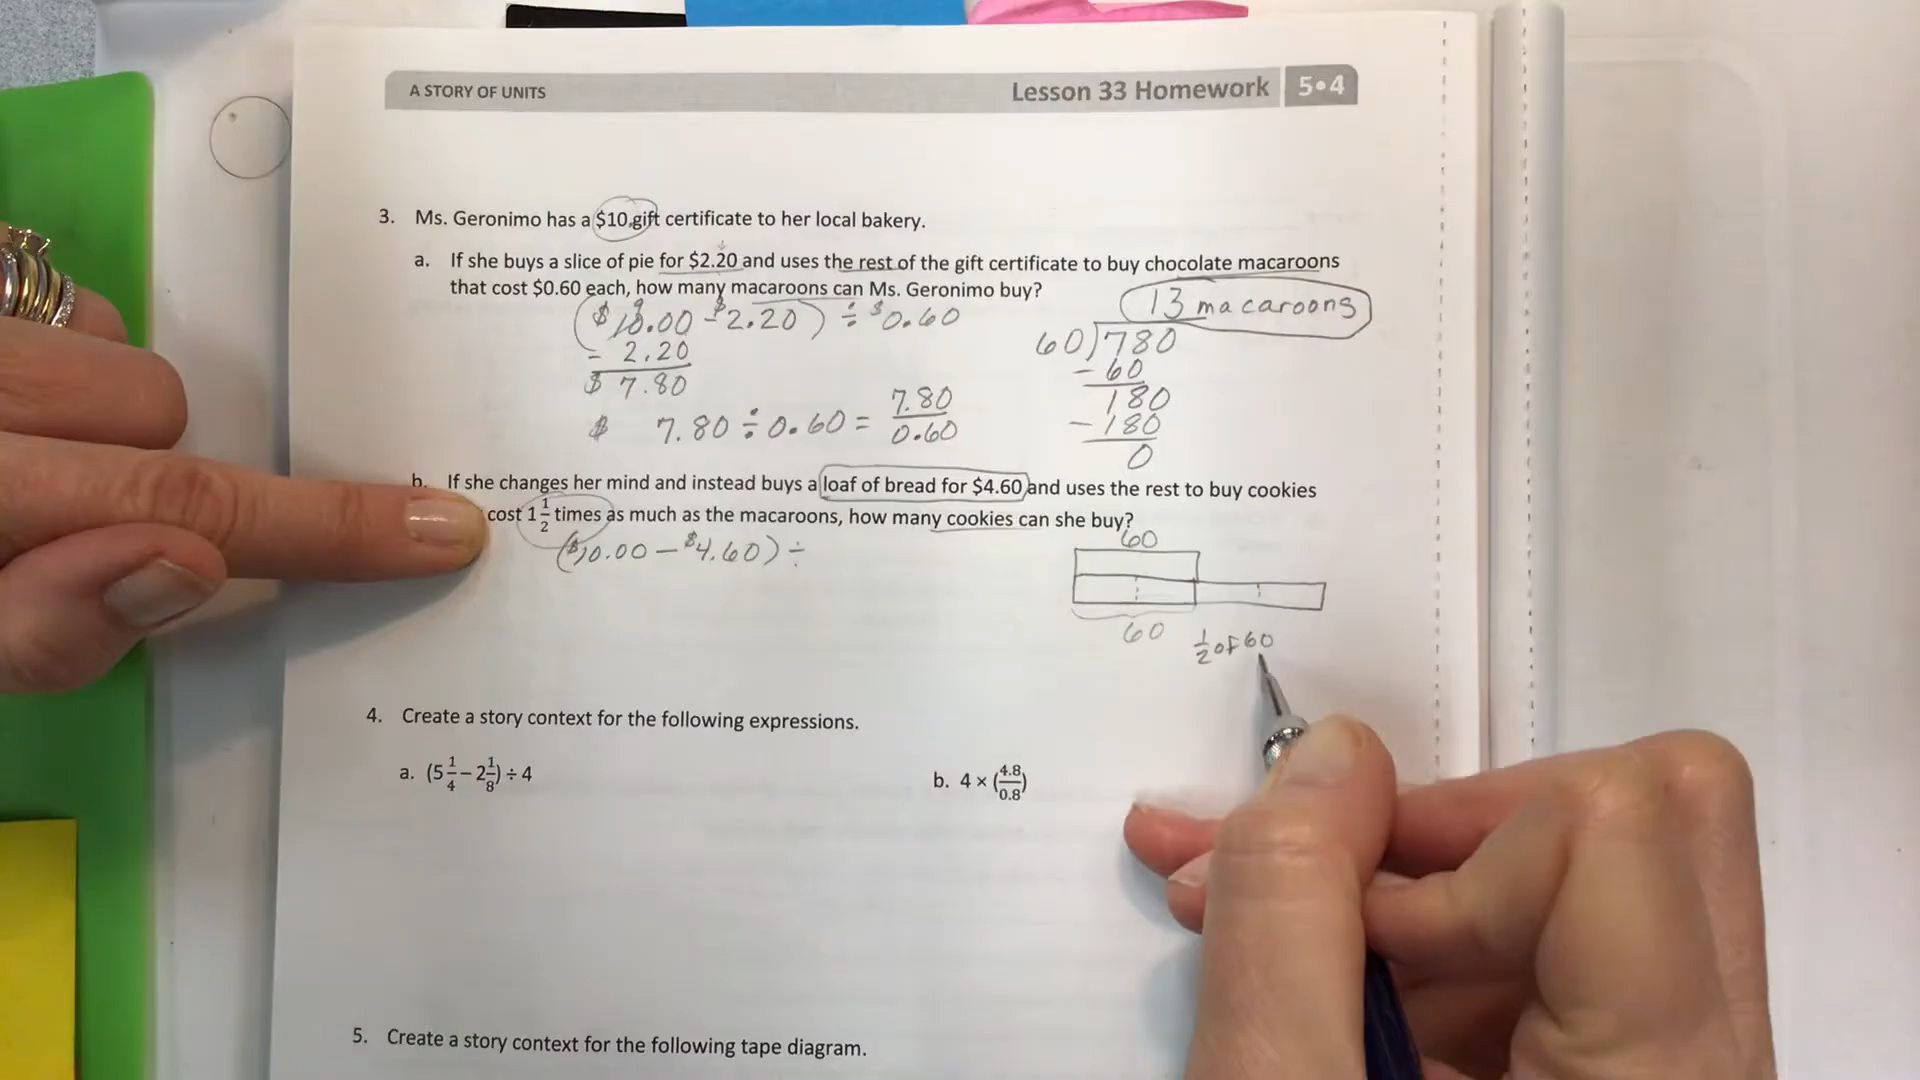 A STORY OF UNITS
Lesson 33 Homework 5•4
3. Ms. Geronimo has a $10 gift certificate to her local bakery.
a. If she buys a slice of pie for $2.20 and uses the rest of the gift certificate to buy chocolate macaroons
that cost $0.60 each, how many macaroons can Ms. Geronimo buy?
($10.00 - $2.20) ÷ $0.60
- 2.20
$ 7.80
$ 7.80 ÷ 0.60 = 7.80/0.60
13 macaroons
60)780
- 60
180
- 180
0
b. If she changes her mind and instead buys a loaf of bread for $4.60 and uses the rest to buy cookies
cost 1 1/2 times as much as the macaroons, how many cookies can she buy?
($10.00 - $4.60) ÷
60
60
1/2 of 60
4. Create a story context for the following expressions.
a. (5 1/4 - 2 1/8) ÷ 4
b. 4 × (4.8/0.8)
5. Create a story context for the following tape diagram.